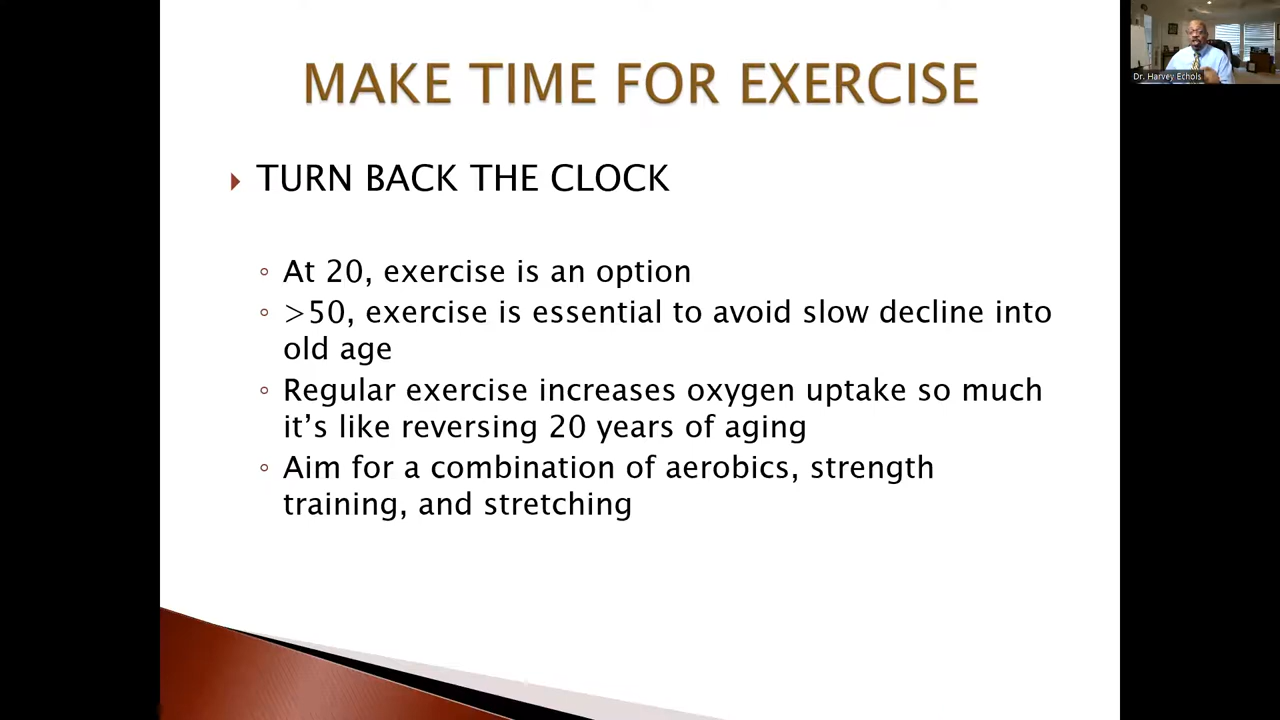 MAKE TIME FOR EXERCISE
Dr. Harvey Echols
TURN BACK THE CLOCK
At 20, exercise is an option
>50, exercise is essential to avoid slow decline into
old age
Regular exercise increases oxygen uptake so much
it's like reversing 20 years of aging
Aim for a combination of aerobics, strength
training, and stretching